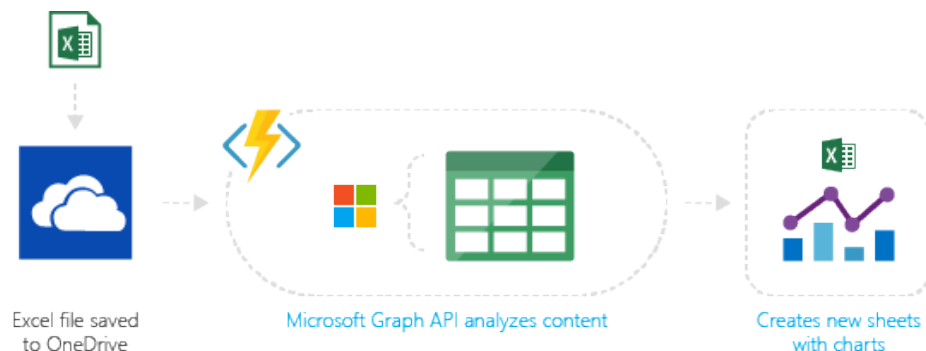 X
X
Excel file saved
to OneDrive
Microsoft Graph API analyzes content
Creates new sheets
with charts